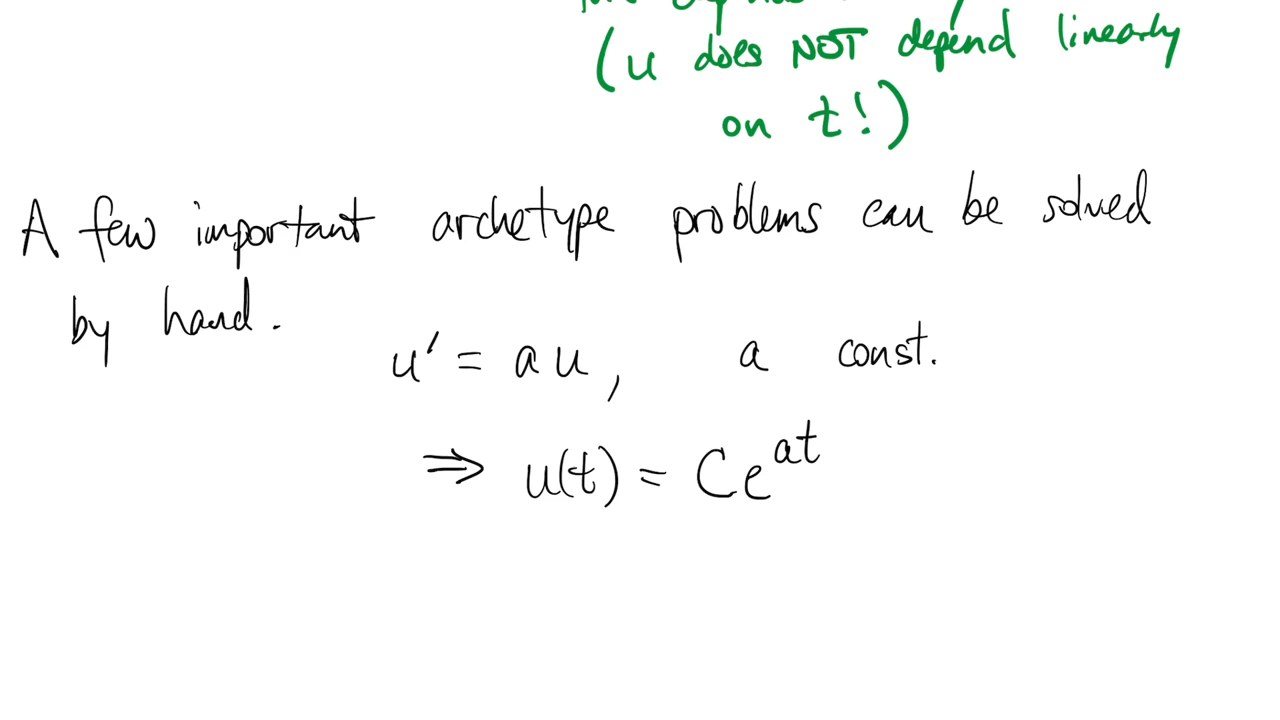 (u does NOT depend linearly
on t!)
A few important archetype problems can be solved
by hand.
u' = au, a const.
⇒ u(t) = Ce^{at}